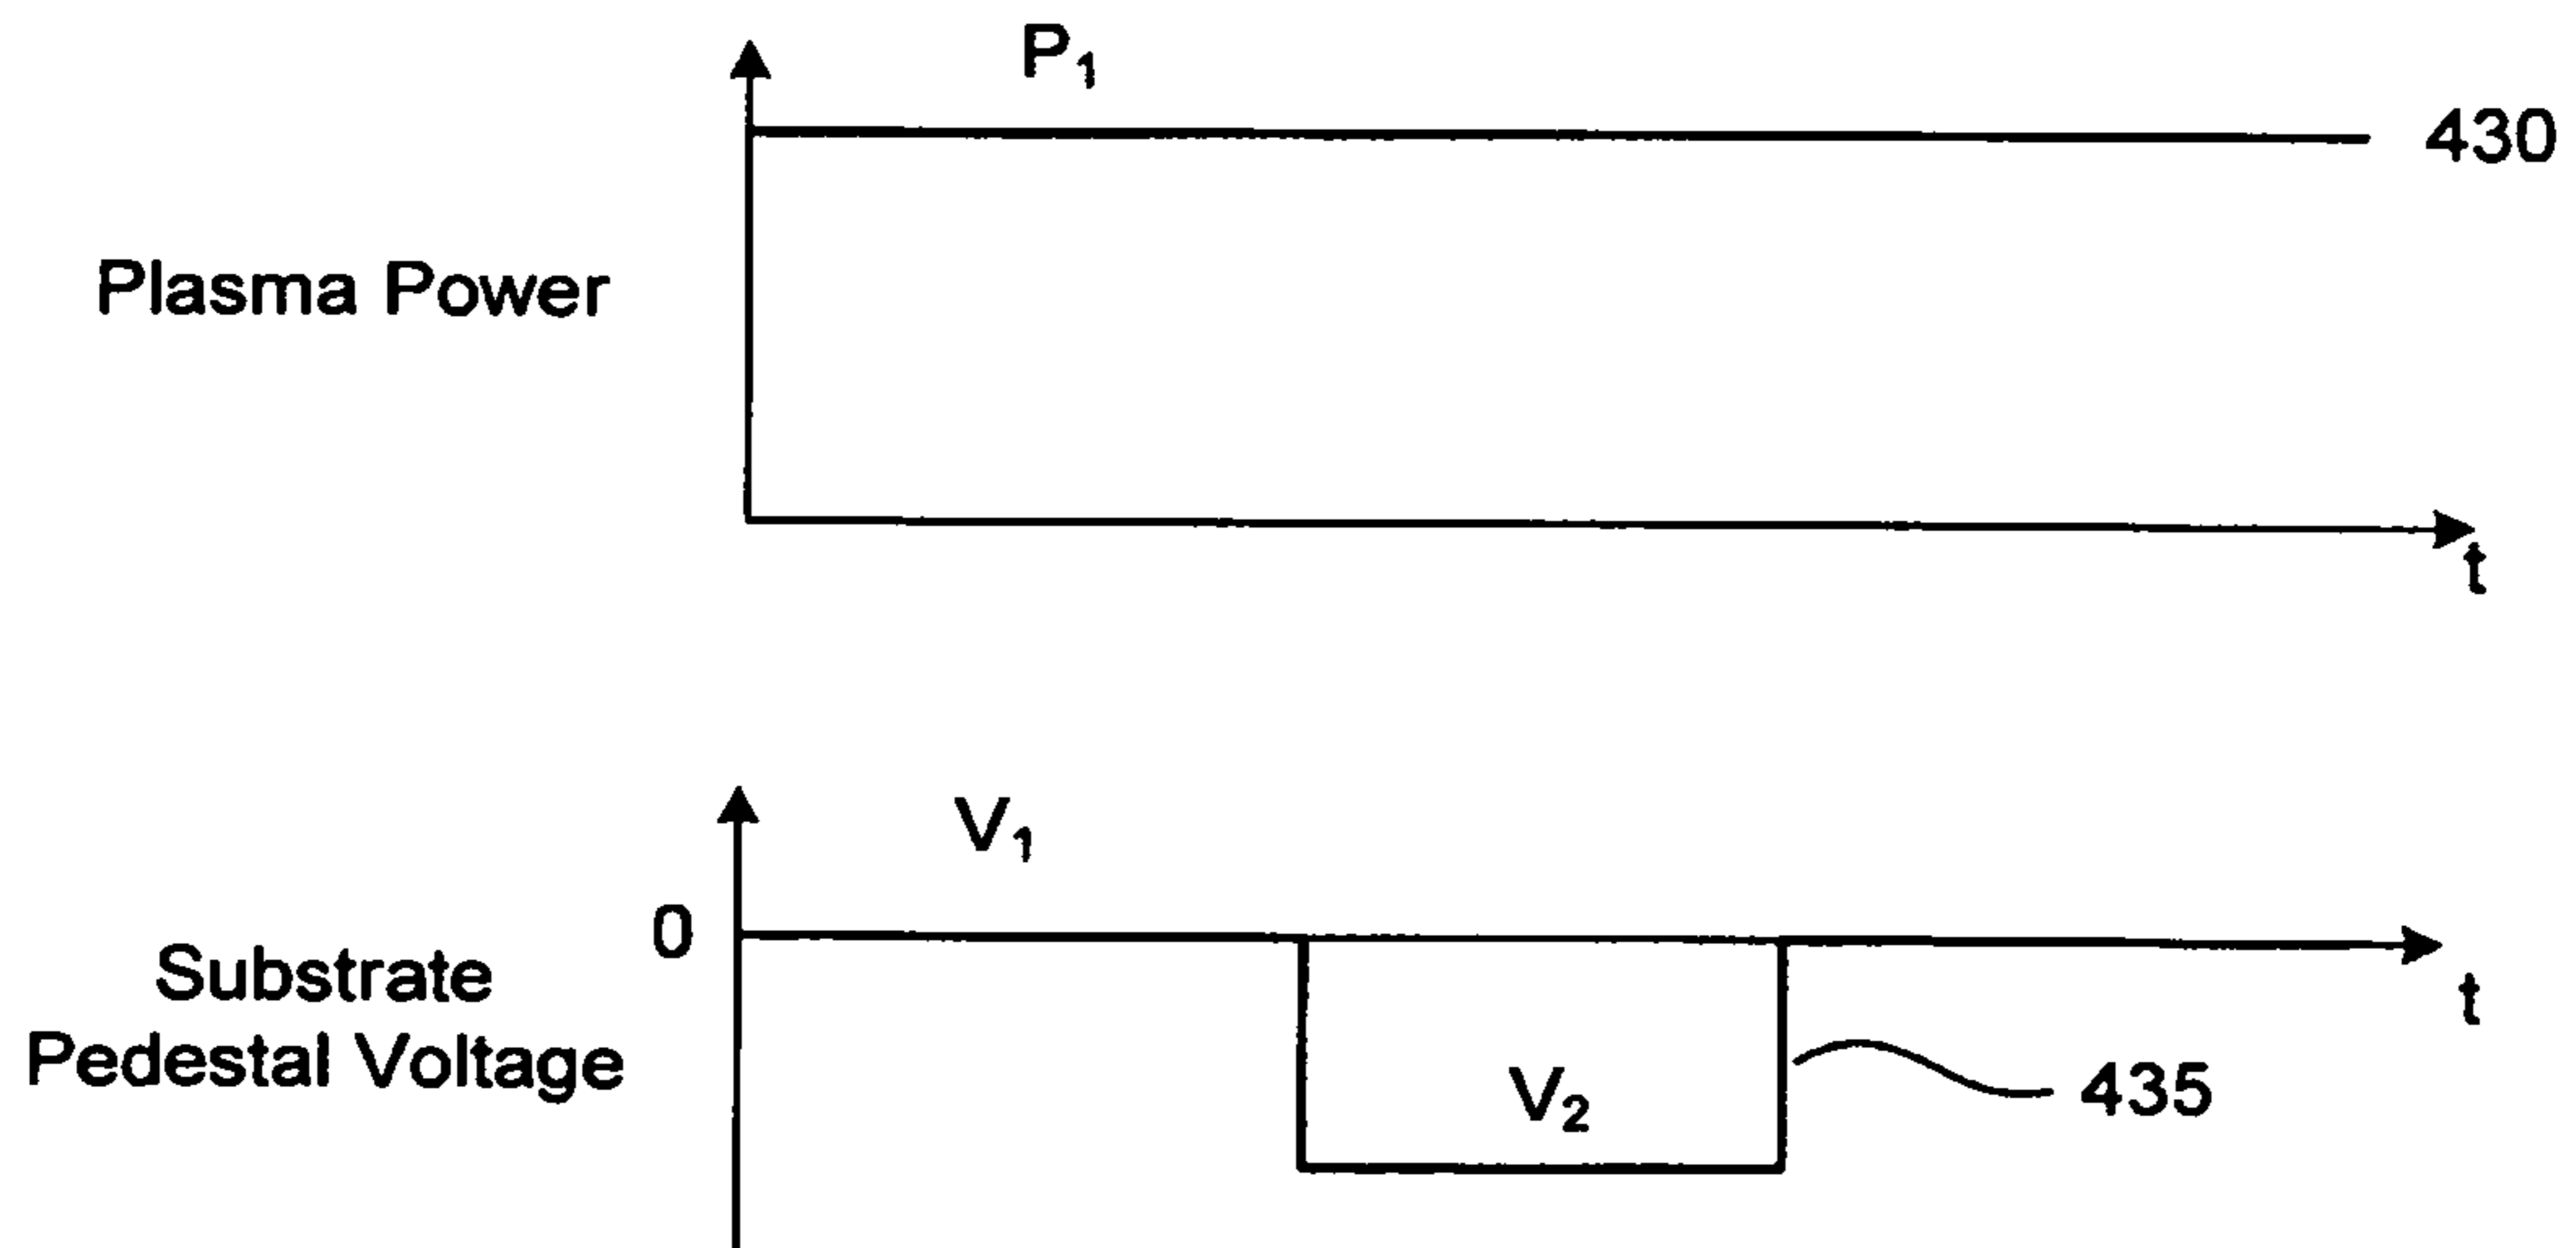 P₁
430
Plasma Power
t
V₁
0
Substrate
Pedestal Voltage
t
V₂
435